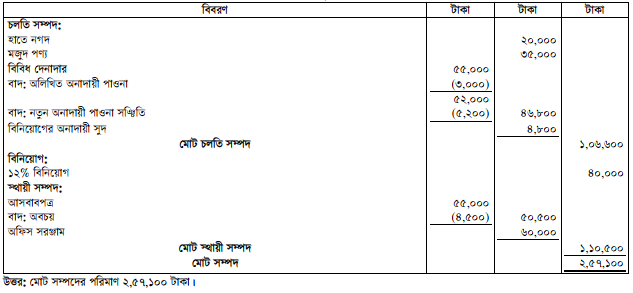 বিবরণ টাকা টাকা টাকা
চলতি সম্পদ:
হাতে নগদ ২০,০০০
মজুদ পণ্য ৩৫,০০০
বিবিধ দেনাদার ৫৫,০০০
বাদ: অলিখিত অনাদায়ী পাওনা (৩,০০০)
৫২,০০০
বাদ: নতুন অনাদায়ী পাওনা সঞ্চিতি (৫,২০০) ৪৬,৮০০
বিনিয়োগের অনাদায়ী সুদ ৪,৮০০
মোট চলতি সম্পদ ১,০৬,৬০০
বিনিয়োগ:
১২% বিনিয়োগ ৪০,০০০
স্থায়ী সম্পদ:
আসবাবপত্র ৫৫,০০০
বাদ: অবচয় (৪,৫০০) ৫০,৫০০
অফিস সরঞ্জাম ৬০,০০০
মোট স্থায়ী সম্পদ ১,১০,৫০০
মোট সম্পদ ২,৫৭,১০০
উত্তর: মোট সম্পদের পরিমাণ ২,৫৭,১০০ টাকা।